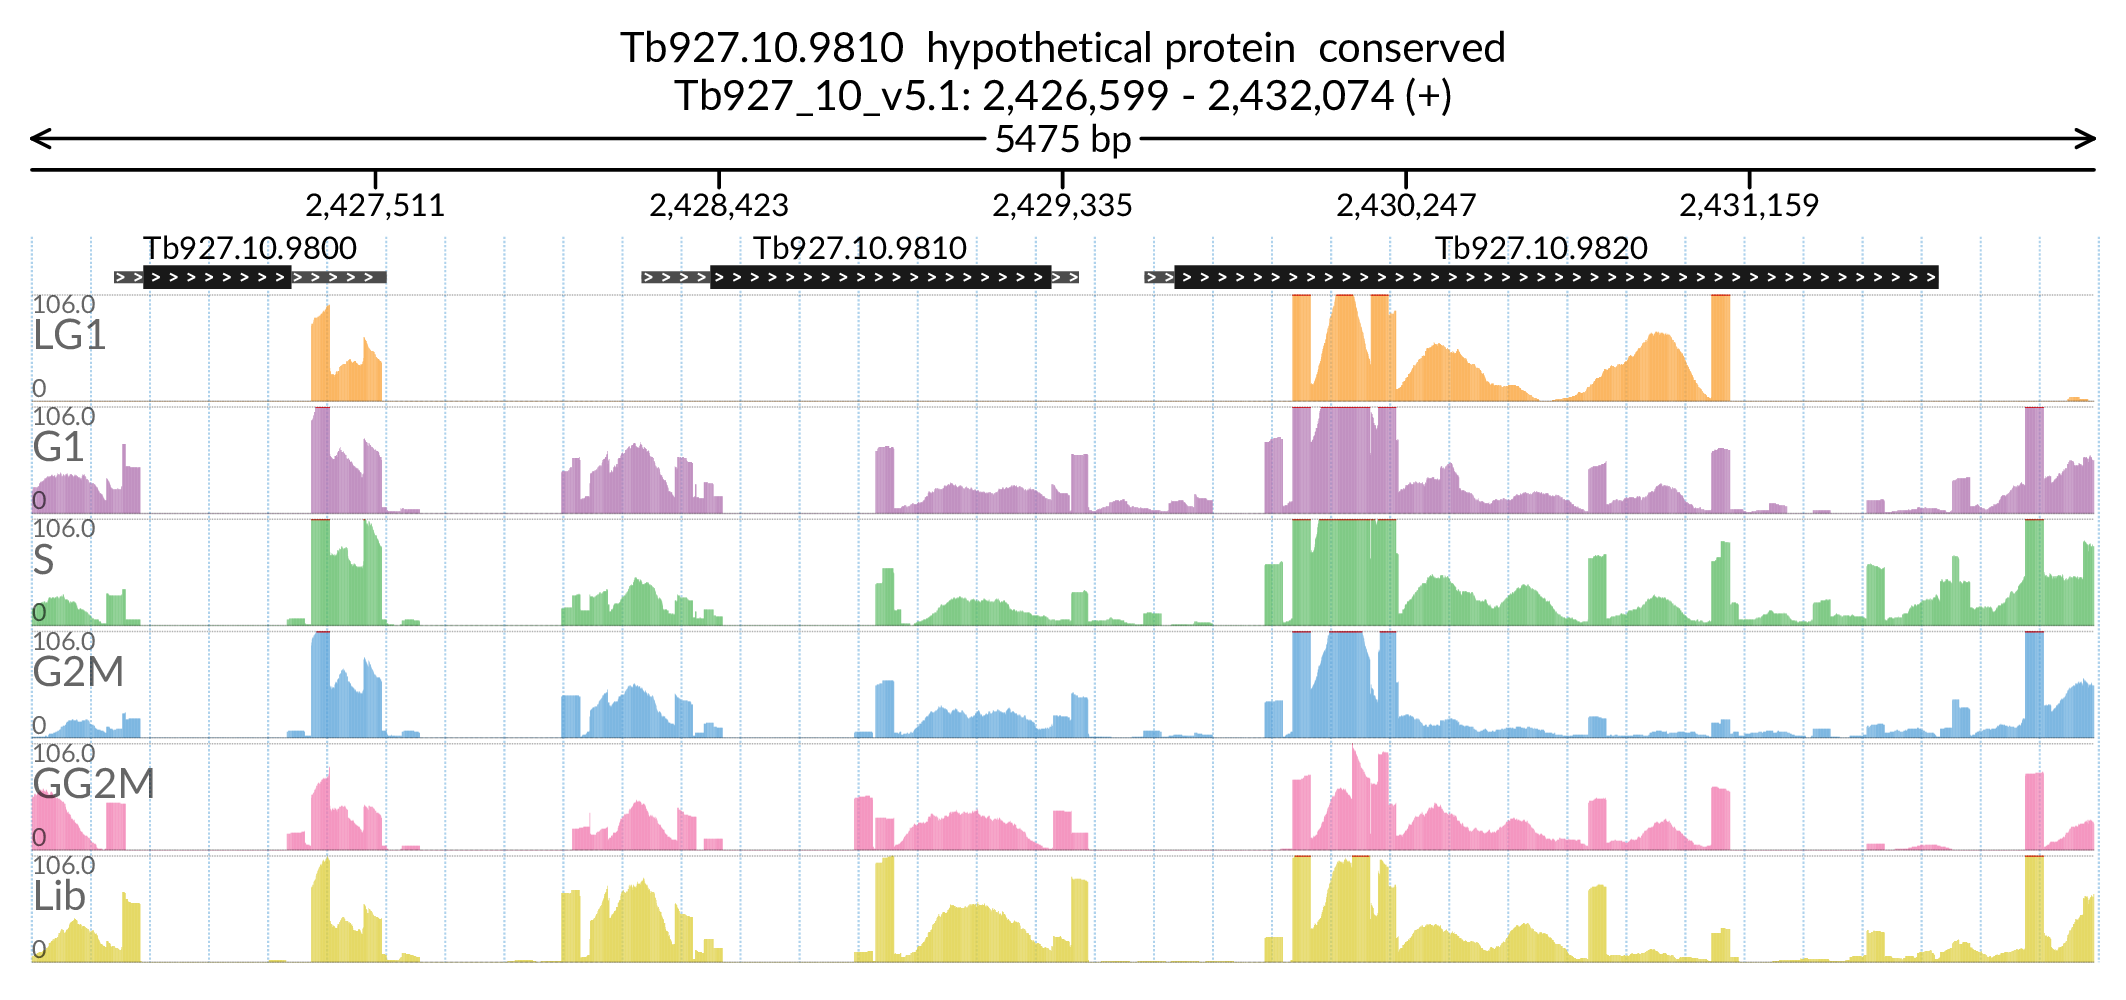 Tb927.10.9810 hypothetical protein conserved
Tb927_10_v5.1: 2,426,599 - 2,432,074 (+)
5475 bp
2,427,511 2,428,423 2,429,335 2,430,247 2,431,159
Tb927.10.9800 Tb927.10.9810 Tb927.10.9820
106.0
LG1
0
106.0
G1
0
106.0
S
0
106.0
G2M
0
106.0
GG2M
0
106.0
Lib
0